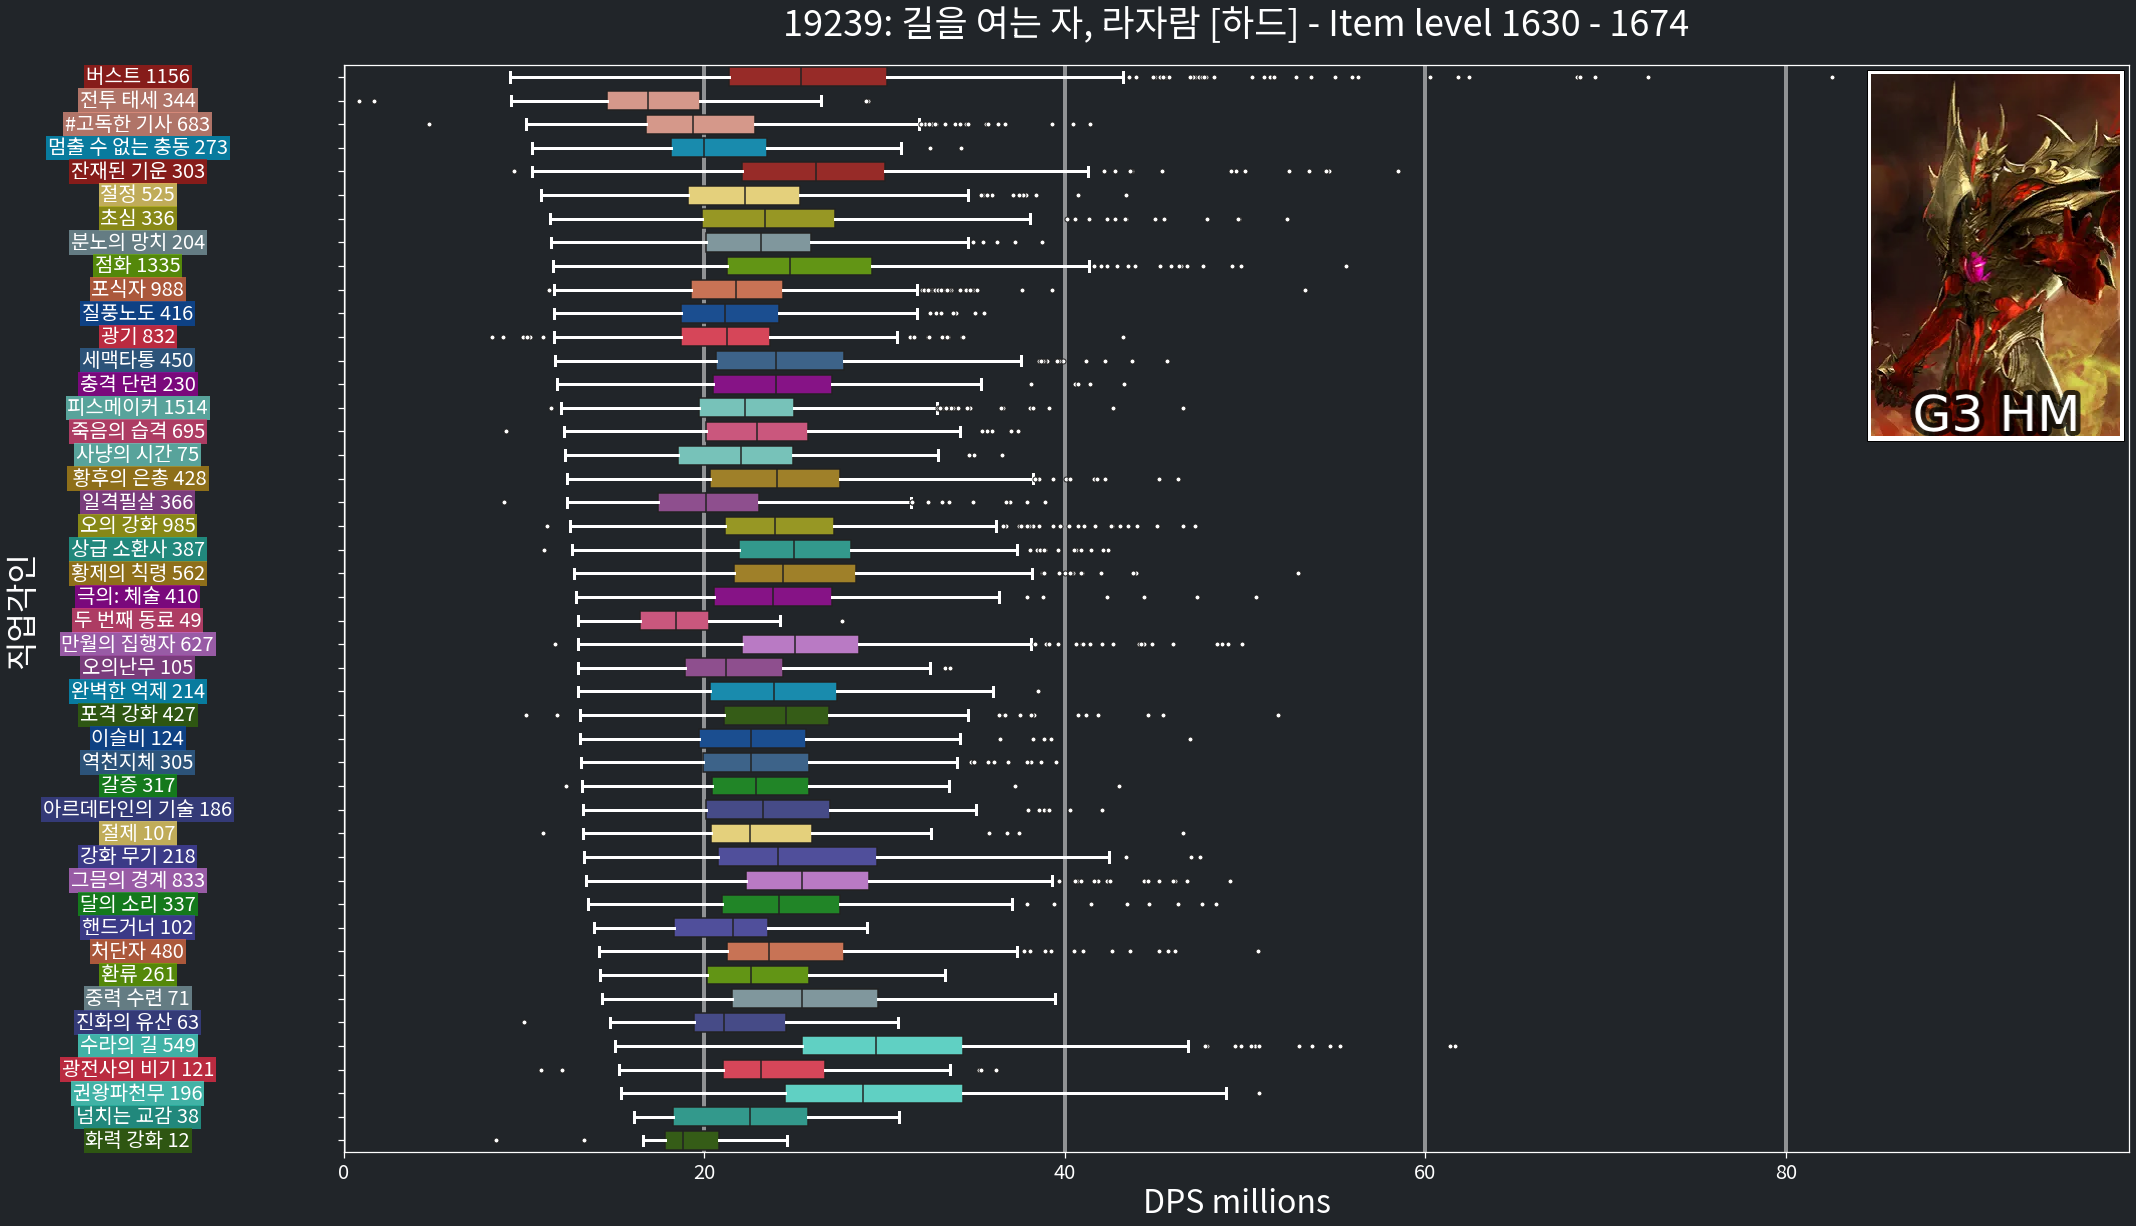 19239: 길을 여는 자, 라자람 [하드] - Item level 1630 - 1674
버스트 1156
전투 태세 344
#고독한 기사 683
멈출 수 없는 충동 273
잔재된 기운 303
절정 525
초심 336
분노의 망치 204
점화 1335
포식자 988
질풍노도 416
광기 832
세맥타통 450
충격 단련 230
피스메이커 1514
죽음의 습격 695
사냥의 시간 75
황후의 은총 428
일격필살 366
오의 강화 985
상급 소환사 387
황제의 칙령 562
극의: 체술 410
두 번째 동료 49
만월의 집행자 627
오의난무 105
완벽한 억제 214
포격 강화 427
이슬비 124
역천지체 305
갈증 317
아르데타인의 기술 186
절제 107
강화 무기 218
그믐의 경계 833
달의 소리 337
핸드거너 102
처단자 480
환류 261
중력 수련 71
진화의 유산 63
수라의 길 549
광전사의 비기 121
권왕파천무 196
넘치는 교감 38
화력 강화 12
직업각인
G3 HM
0 20 40 60 80
DPS millions